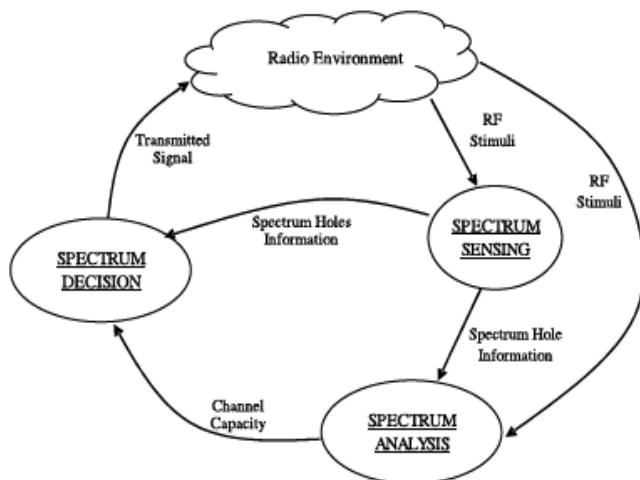 Radio Environment
RF
Stimuli
RF
Stimuli
Transmitted
Signal
Spectrum Holes
Information
SPECTRUM
SENSING
SPECTRUM
DECISION
Spectrum Hole
Information
Channel
Capacity
SPECTRUM
ANALYSIS